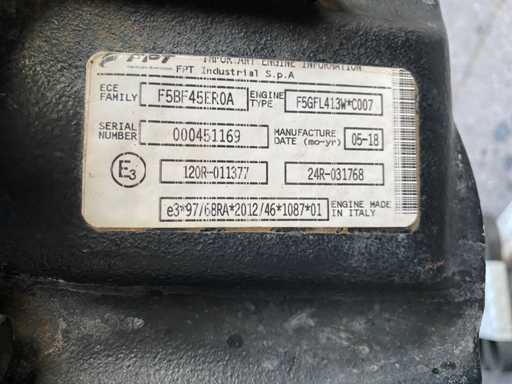 FPT IMPORTANT ENGINE INFORMATION
FPT Industrial S.p.A
ECE FAMILY F5BF45ER0A ENGINE TYPE F5GFL413W*C007
SERIAL NUMBER 000451169 MANUFACTURE DATE (mo-yr) 05-18
E3 120R-011377 24R-031768
e3*97/68RA*2012/46*1087*01 ENGINE MADE IN ITALY